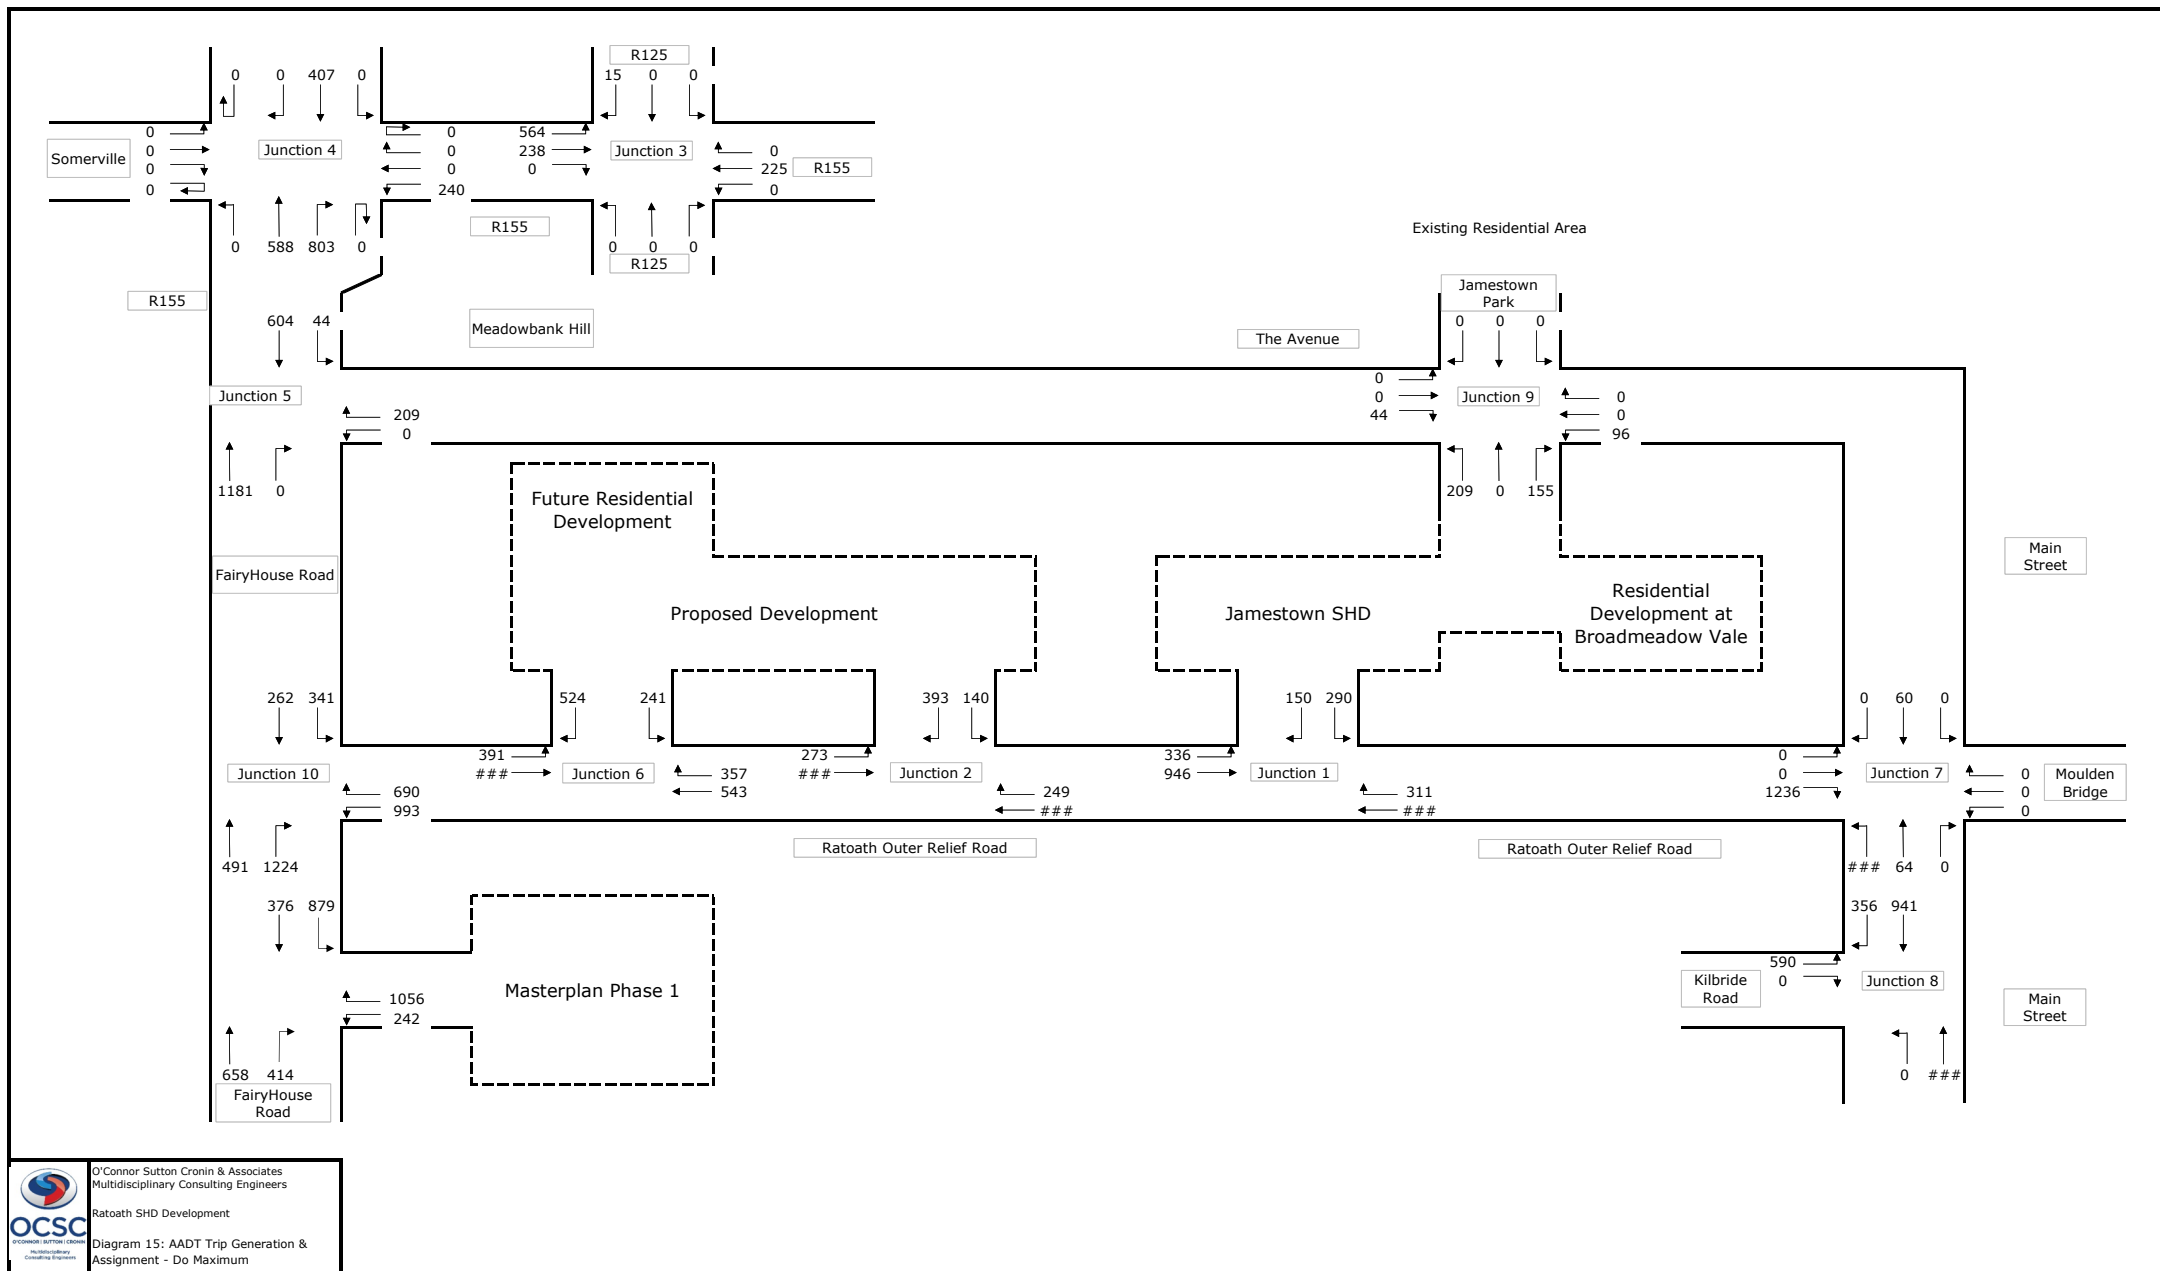 R125
0 0 407 0
15 0 0
Somerville
0
0
0
0
Junction 4
0
0
0
240
564
238
0
Junction 3
0
225
0
R155
R155
0 588 803 0
0 0 0
R125
Existing Residential Area
R155
604 44
Meadowbank Hill
The Avenue
Jamestown
Park
0 0 0
Junction 5
209
0
1181 0
0
0
44
Junction 9
0
0
96
209 0 155
Future Residential
Development
FairyHouse Road
Proposed Development
Jamestown SHD
Residential
Development at
Broadmeadow Vale
Main
Street
262 341
524 241
393 140
150 290
0 60 0
Junction 10
690
993
391
###
Junction 6
357
543
273
###
Junction 2
249
###
336
946
Junction 1
311
###
0
0
1236
Junction 7
0
0
0
Moulden
Bridge
Ratoath Outer Relief Road
Ratoath Outer Relief Road
491 1224
### 64 0
376 879
356 941
Masterplan Phase 1
1056
242
590
0
Kilbride
Road
Junction 8
Main
Street
658 414
0 ###
FairyHouse
Road
OCSC
O'CONNOR | SUTTON | CRONIN
Multidisciplinary
Consulting Engineers
O'Connor Sutton Cronin & Associates
Multidisciplinary Consulting Engineers
Ratoath SHD Development
Diagram 15: AADT Trip Generation &
Assignment - Do Maximum